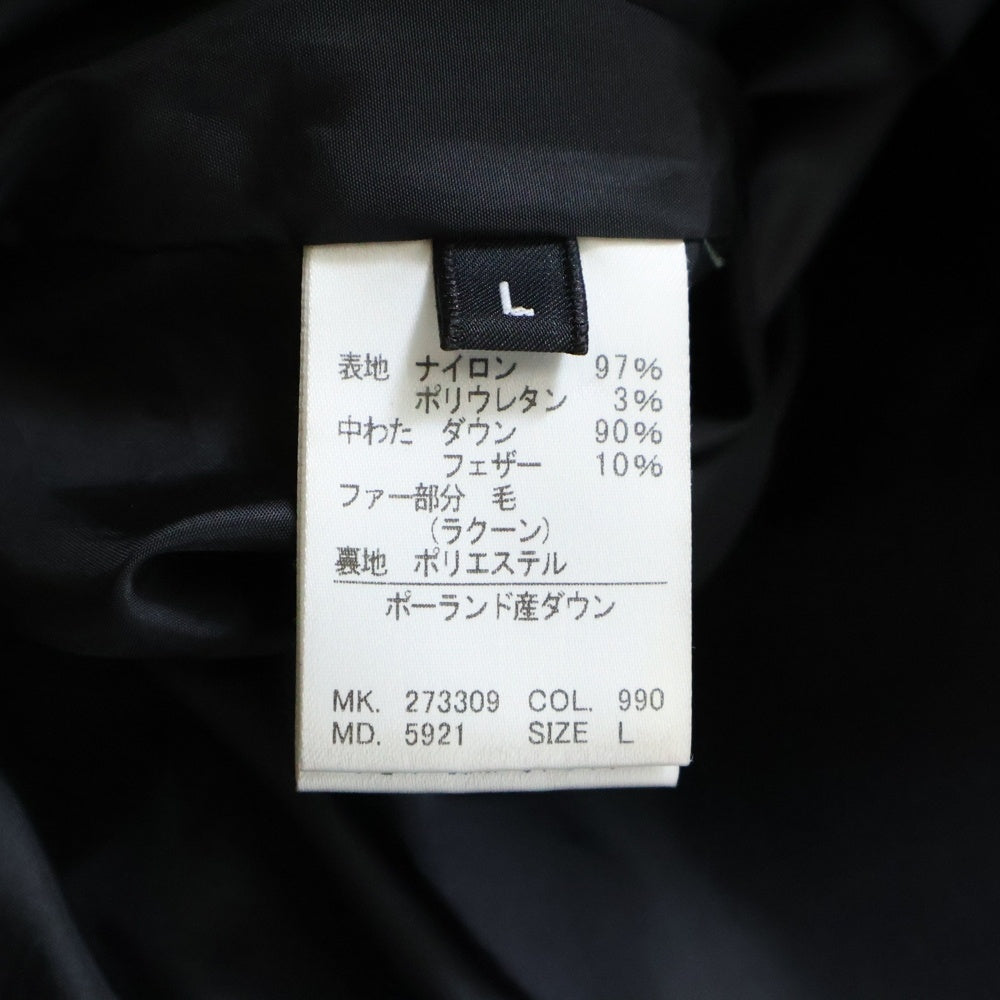 L
表地 ナイロン 97%
ポリウレタン 3%
中わた ダウン 90%
フェザー 10%
ファー部分 毛
(ラクーン)
裏地 ポリエステル
ポーランド産ダウン
MK. 273309 COL. 990
MD. 5921 SIZE L